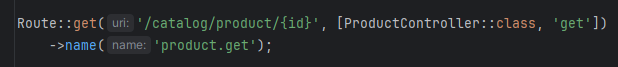 Route::get( uri: '/catalog/product/{id}', [ProductController::class, 'get'])
->name( name: 'product.get');